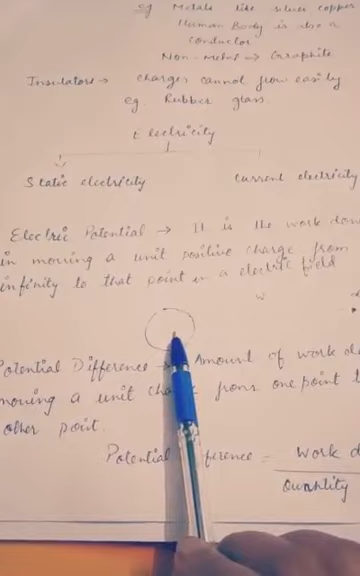 eg Metals like silver copper
Human Body is also a
conductor
Non-Metal → Graphite
Insulators → charges cannot flow easily
eg Rubber glass.
Electricity
Static electricity Current electricity
Electric Potential → It is the work don
in moving a unit positive charge from
infinity to that point in a electric field
W
Potential Difference → Amount of work d
moving a unit cha from one point t
other point.
Potential ference = Work d
Quantity